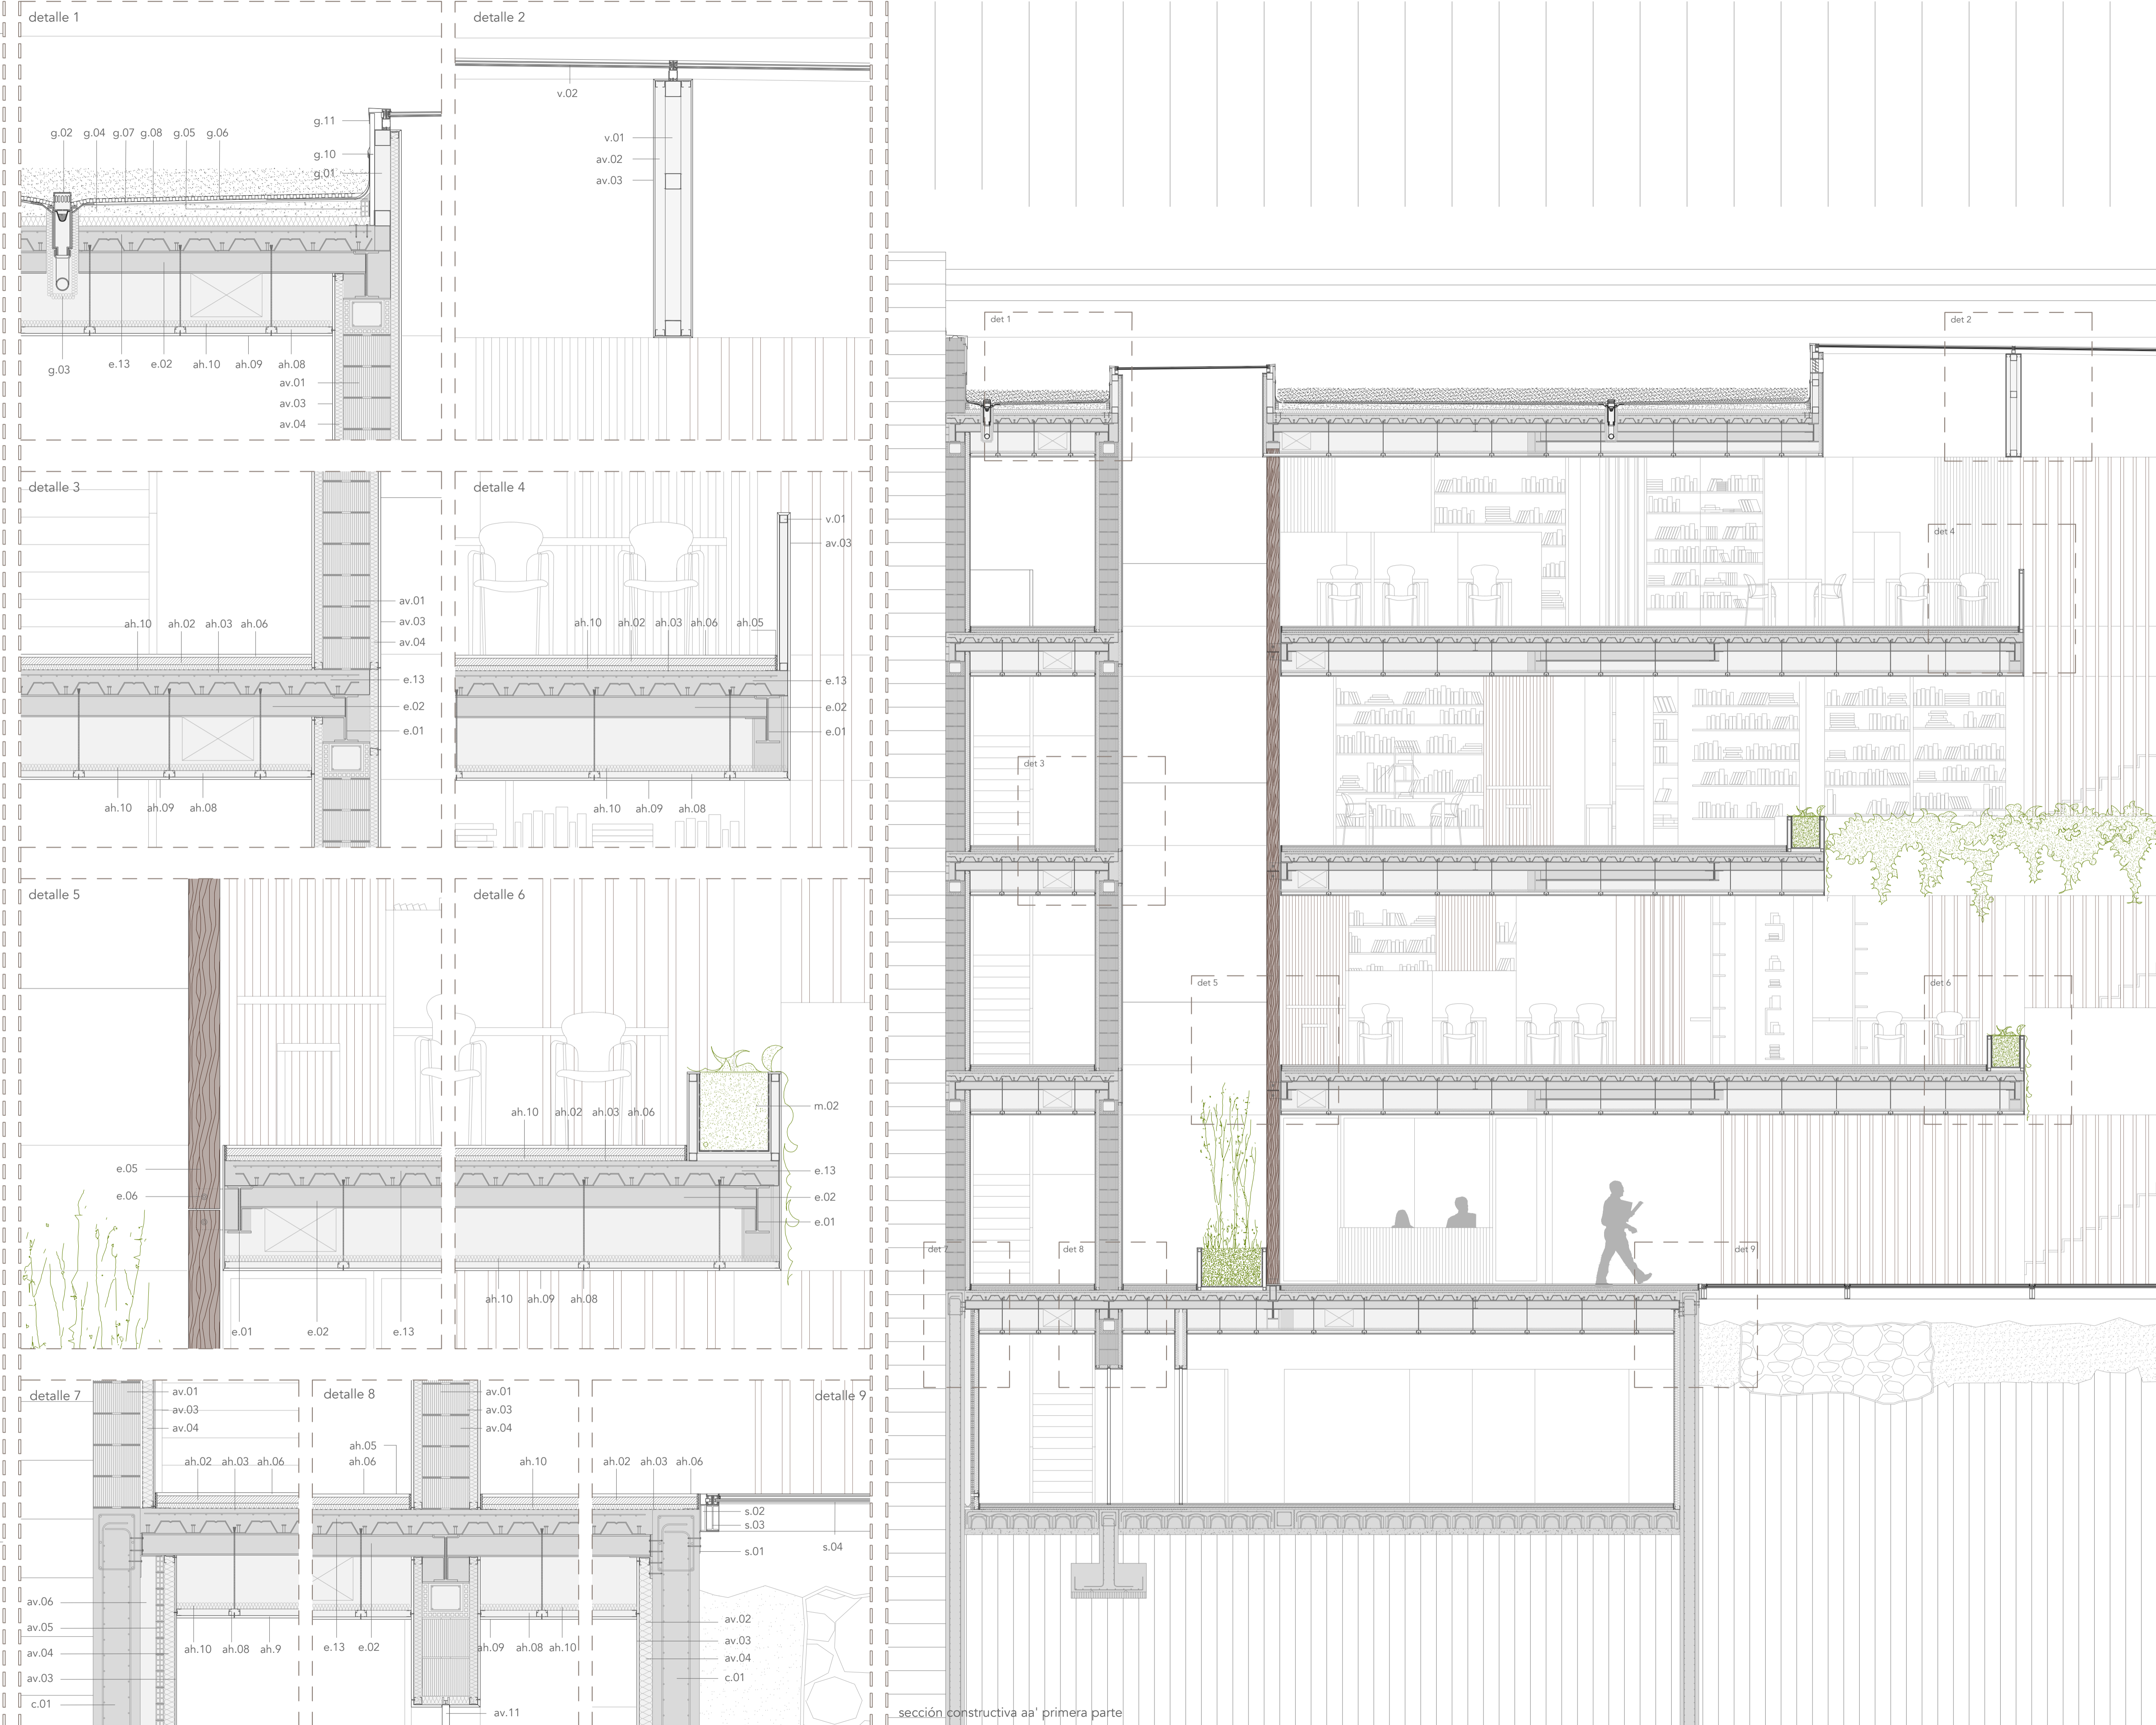 detalle 1
g.11
g.02 g.04 g.07 g.08 g.05 g.06
g.10
g.01
g.03
e.13 e.02 ah.10 ah.09 ah.08
av.01
av.03
av.04
detalle 2
v.02
v.01
av.02
av.03
detalle 3
av.01
av.03
av.04
ah.10 ah.02 ah.03 ah.06
e.13
e.02
e.01
ah.10 ah.09 ah.08
detalle 4
v.01
av.03
ah.10 ah.02 ah.03 ah.06 ah.05
e.13
e.02
e.01
ah.10 ah.09 ah.08
detalle 5
e.05
e.06
e.01 e.02 e.13
detalle 6
m.02
ah.10 ah.02 ah.03 ah.06
e.13
e.02
e.01
ah.10 ah.09 ah.08
detalle 7
av.01
av.03
av.04
ah.02 ah.03 ah.06
av.06
av.05
av.04
av.03
c.01
ah.10 ah.08 ah.9
detalle 8
av.01
av.03
av.04
ah.05
ah.06
ah.10
e.13 e.02
ah.09 ah.08 ah.10
av.11
detalle 9
ah.02 ah.03 ah.06
s.02
s.03
s.01
s.04
av.02
av.03
av.04
c.01
det 1
det 2
det 4
det 3
det 5
det 6
det 7
det 8
det 9
sección constructiva aa' primera parte